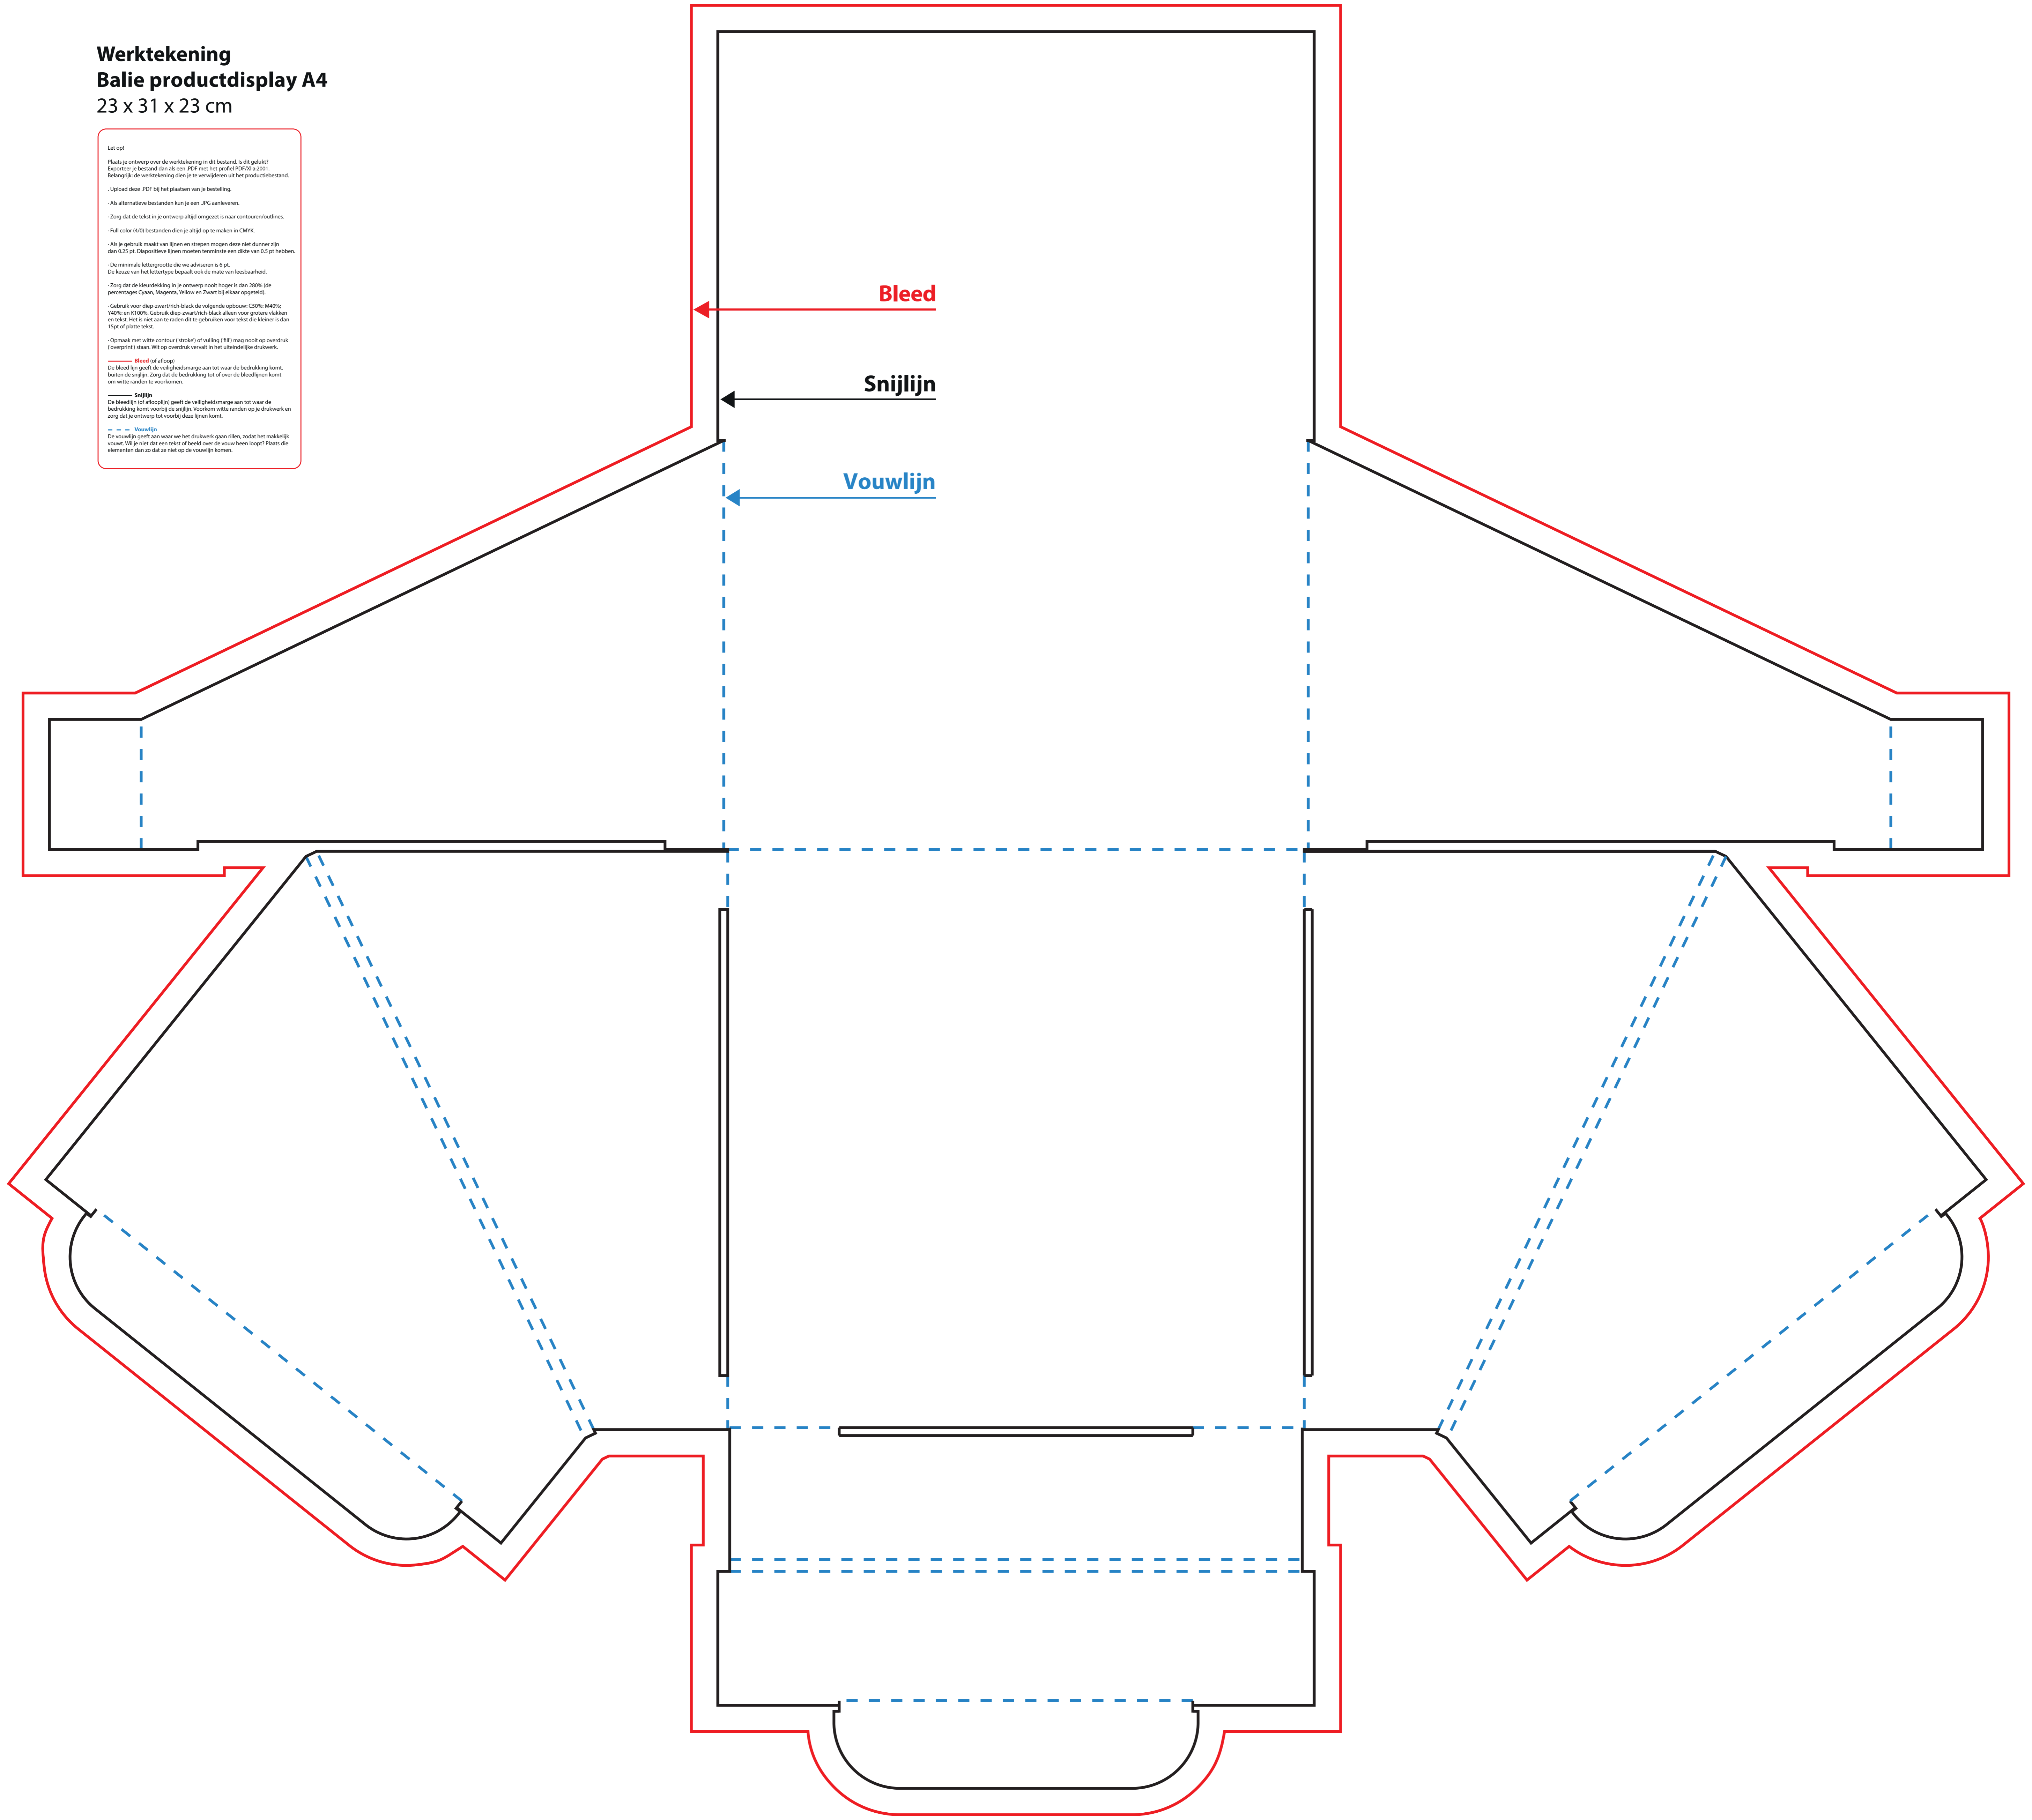 Werktekening
Balie productdisplay A4
23 x 31 x 23 cm
Let op!
Plaats je ontwerp over de werktekening in dit bestand. Is dit gelukt?
Exporteer je bestand dan als een .PDF met het profiel PDF/XI-a:2001.
Belangrijk: de werktekening dien je te verwijderen uit het productiebestand.
. Upload deze .PDF bij het plaatsen van je bestelling.
· Als alternatieve bestanden kun je een .JPG aanleveren.
· Zorg dat de tekst in je ontwerp altijd omgezet is naar contouren/outlines.
· Full color (4/0) bestanden dien je altijd op te maken in CMYK.
· Als je gebruik maakt van lijnen en strepen mogen deze niet dunner zijn
dan 0.25 pt. Diapositieve lijnen moeten tenminste een dikte van 0.5 pt hebben.
· De minimale lettergrootte die we adviseren is 6 pt.
De keuze van het lettertype bepaalt ook de mate van leesbaarheid.
· Zorg dat de kleurdekking in je ontwerp nooit hoger is dan 280% (de
percentages Cyaan, Magenta, Yellow en Zwart bij elkaar opgeteld).
· Gebruik voor diep-zwart/rich-black de volgende opbouw: C50%: M40%;
Y40%: en K100%. Gebruik diep-zwart/rich-black alleen voor grotere vlakken
en tekst. Het is niet aan te raden dit te gebruiken voor tekst die kleiner is dan
15pt of platte tekst.
· Opmaak met witte contour ('stroke') of vulling ('fill') mag nooit op overdruk
('overprint') staan. Wit op overdruk vervalt in het uiteindelijke drukwerk.
Bleed (of afloop)
De bleed lijn geeft de veiligheidsmarge aan tot waar de bedrukking komt,
buiten de snijlijn. Zorg dat de bedrukking tot of over de bleedlijnen komt
om witte randen te voorkomen.
Snijlijn
De bleedlijn (of aflooplijn) geeft de veiligheidsmarge aan tot waar de
bedrukking komt voorbij de snijlijn. Voorkom witte randen op je drukwerk en
zorg dat je ontwerp tot voorbij deze lijnen komt.
Vouwlijn
De vouwlijn geeft aan waar we het drukwerk gaan rillen, zodat het makkelijk
vouwt. Wil je niet dat een tekst of beeld over de vouw heen loopt? Plaats die
elementen dan zo dat ze niet op de vouwlijn komen.
Bleed
Snijlijn
Vouwlijn